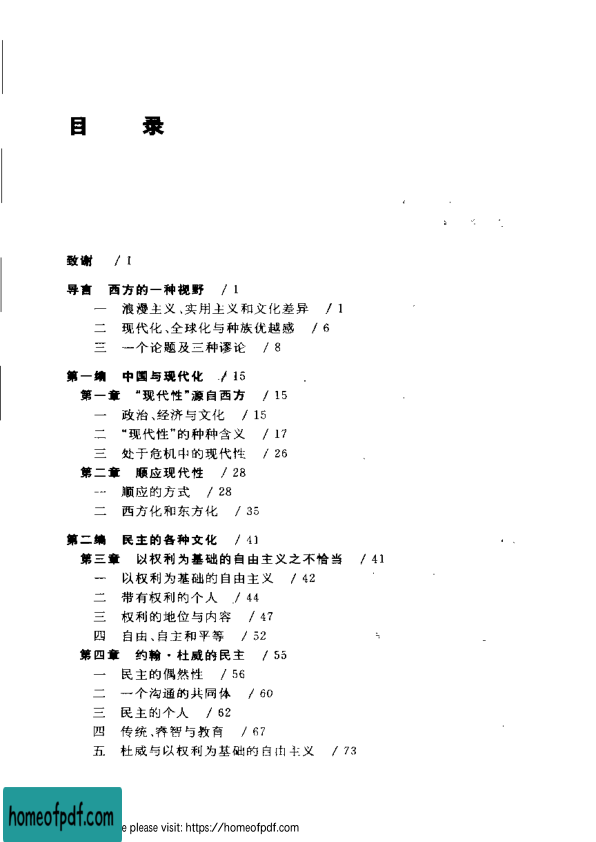 目 录
致谢 / 1
导言 西方的一种视野 / 1
一 浪漫主义、实用主义和文化差异 / 1
二 现代化、全球化与种族优越感 / 6
三 一个论题及三种谬论 / 8
第一编 中国与现代化 / 15
第一章 “现代性”源自西方 / 15
一 政治、经济与文化 / 15
二 “现代性”的种种含义 / 17
三 处于危机中的现代性 / 26
第二章 顺应现代性 / 28
一 顺应的方式 / 28
二 西方化和东方化 / 35
第二编 民主的各种文化 / 41
第三章 以权利为基础的自由主义之不恰当 / 41
一 以权利为基础的自由主义 / 42
二 带有权利的个人 / 44
三 权利的地位与内容 / 47
四 自由、自主和平等 / 52
第四章 约翰·杜威的民主 / 55
一 民主的偶然性 / 56
二 一个沟通的共同体 / 60
三 民主的个人 / 62
四 传统、睿智与教育 / 67
五 杜威与以权利为基础的自由主义 / 73
homeofpdf.com
e please visit: https://homeofpdf.com